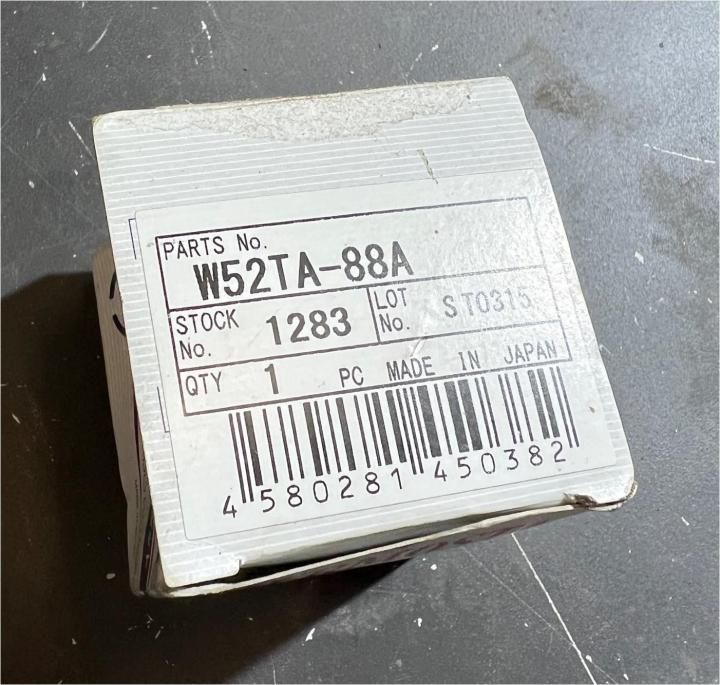 PARTS No.
W52TA-88A
STOCK No. 1283
LOT No. ST0315
QTY 1 PC MADE IN JAPAN
4 580281 450382